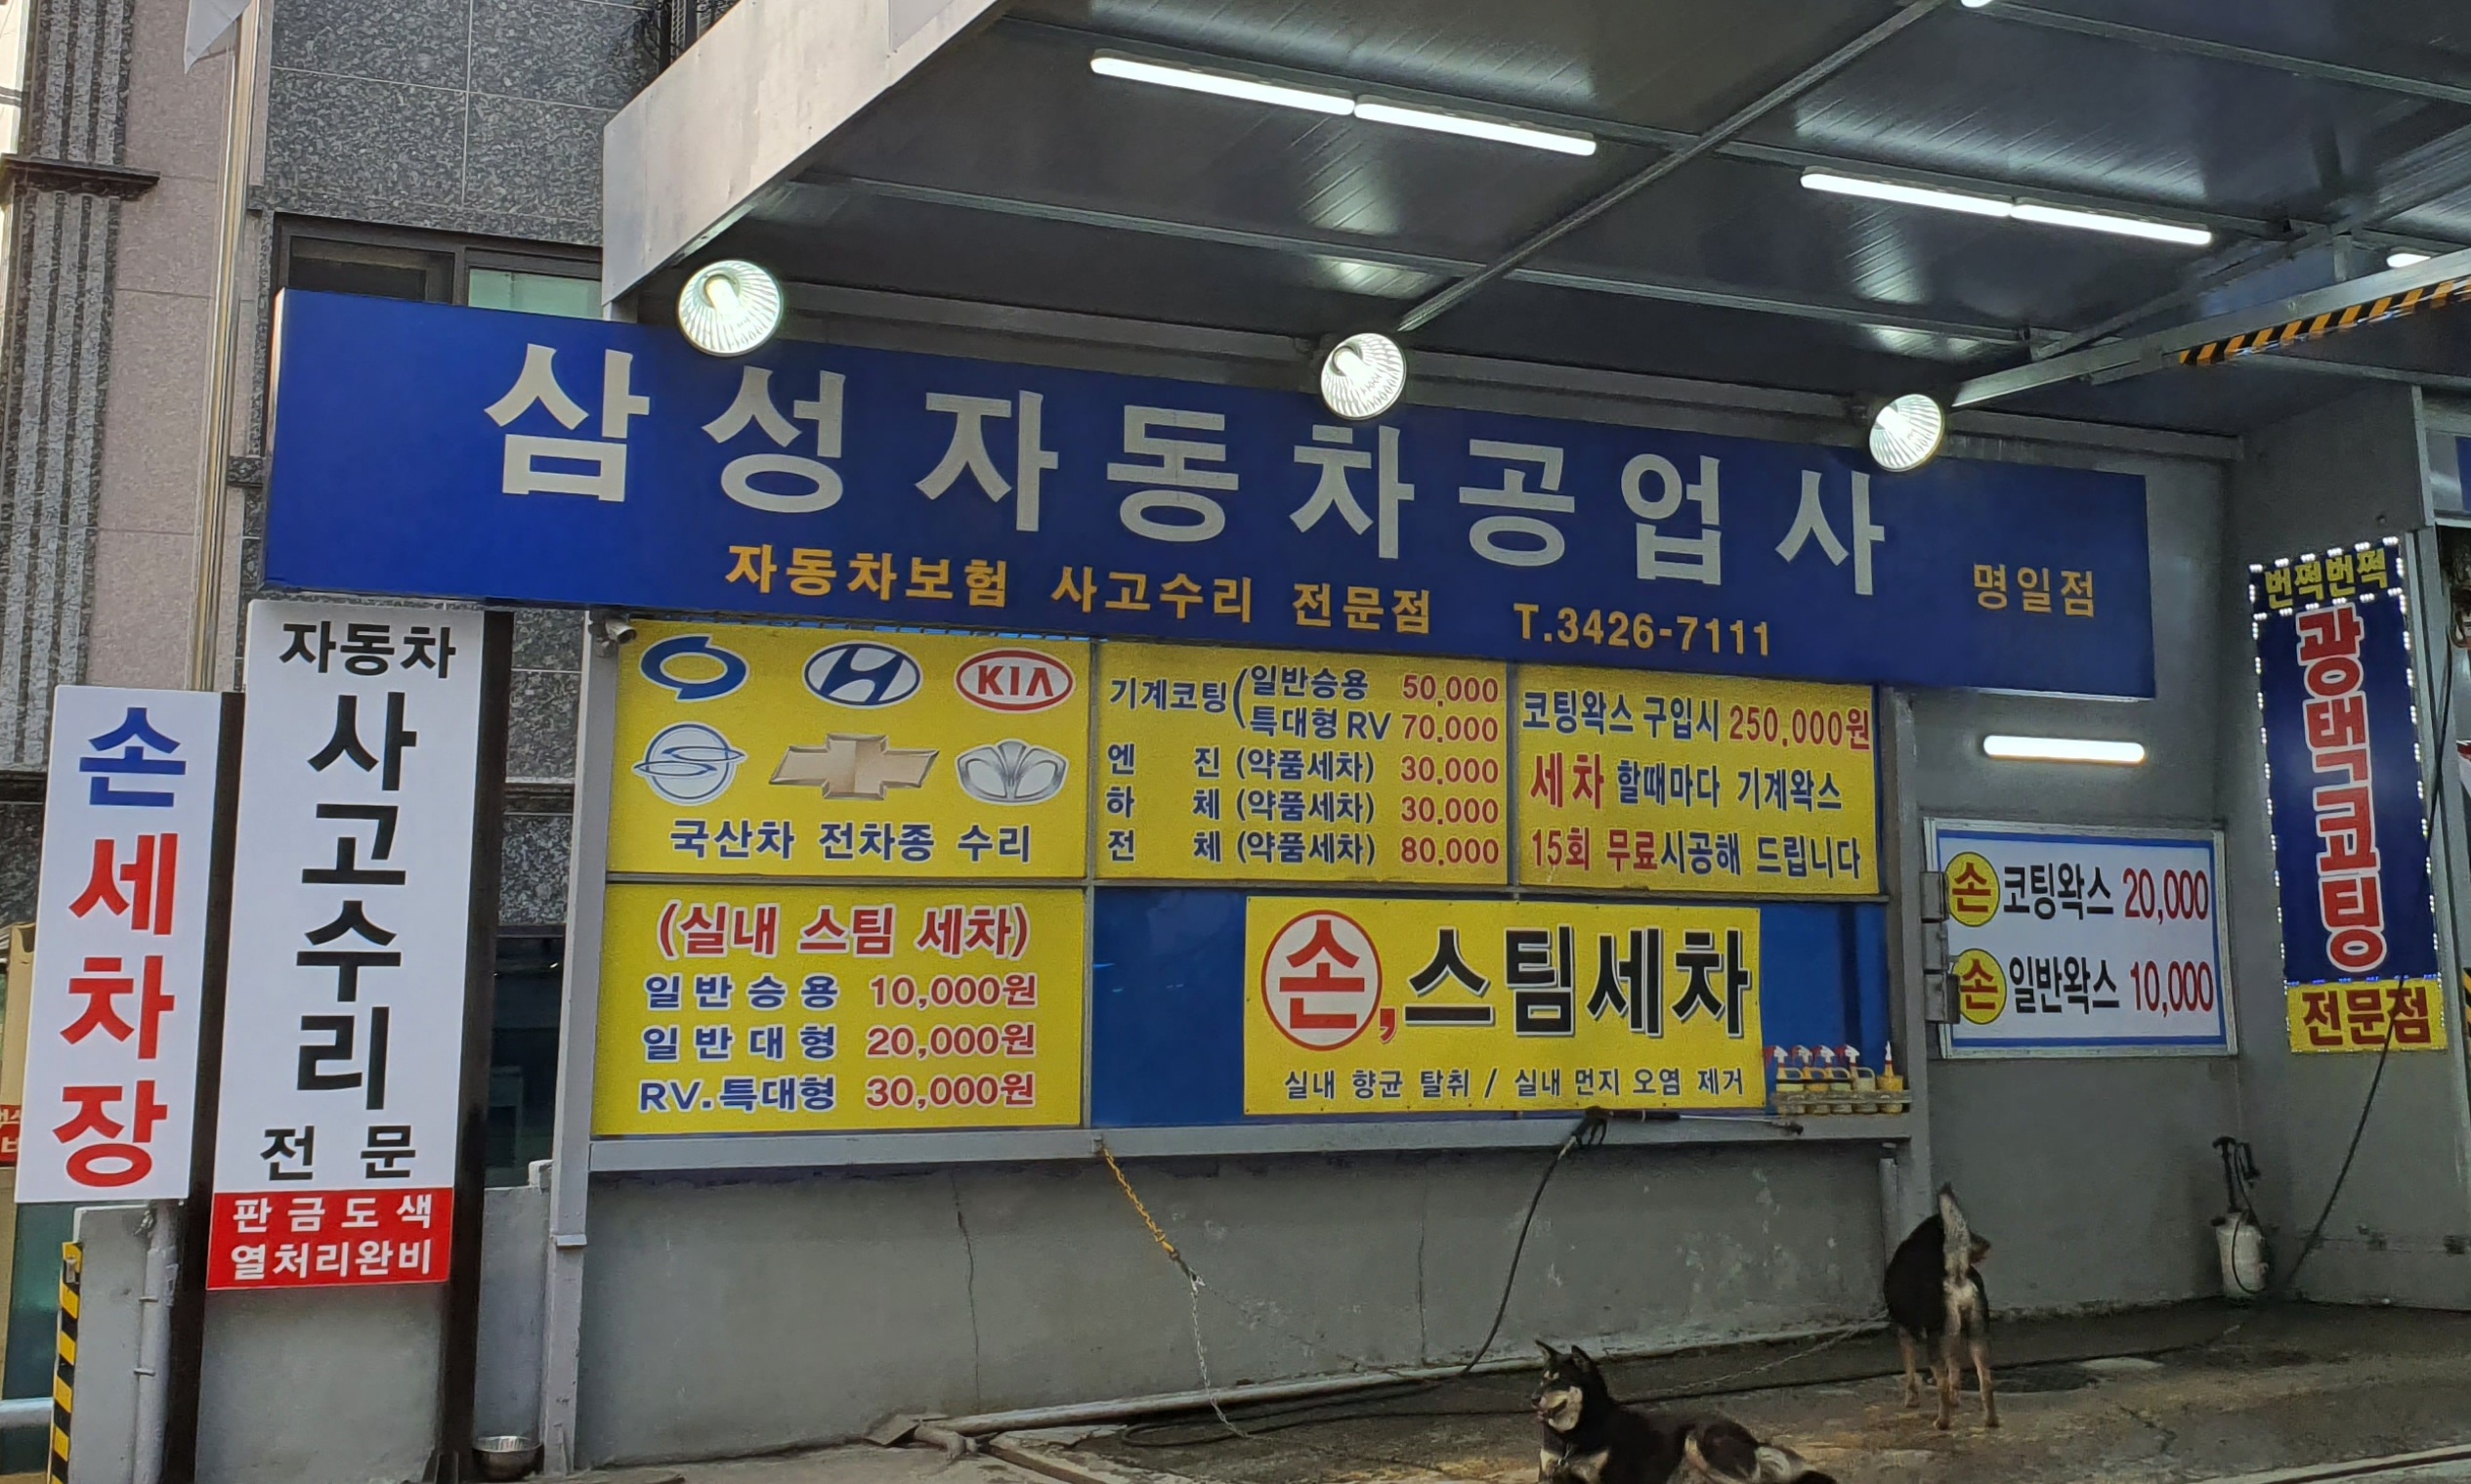 삼성자동차공업사
자동차보험 사고수리 전문점 T.3426-7111 명일점
손세차장
자동차
사고수리
전문
판금도색
열처리완비
KIA
국산차 전차종 수리
기계코팅(일반승용 50,000
특대형RV 70,000
엔 진 (약품세차) 30,000
하 체 (약품세차) 30,000
전 체 (약품세차) 80,000
코팅왁스 구입시 250,000원
세차 할때마다 기계왁스
15회 무료시공해 드립니다
(실내 스팀 세차)
일반승용 10,000원
일반대형 20,000원
RV.특대형 30,000원
손,스팀세차
실내 향균 탈취 / 실내 먼지 오염 제거
손 코팅왁스 20,000
손 일반왁스 10,000
번쩍번쩍
광택코팅
전문점